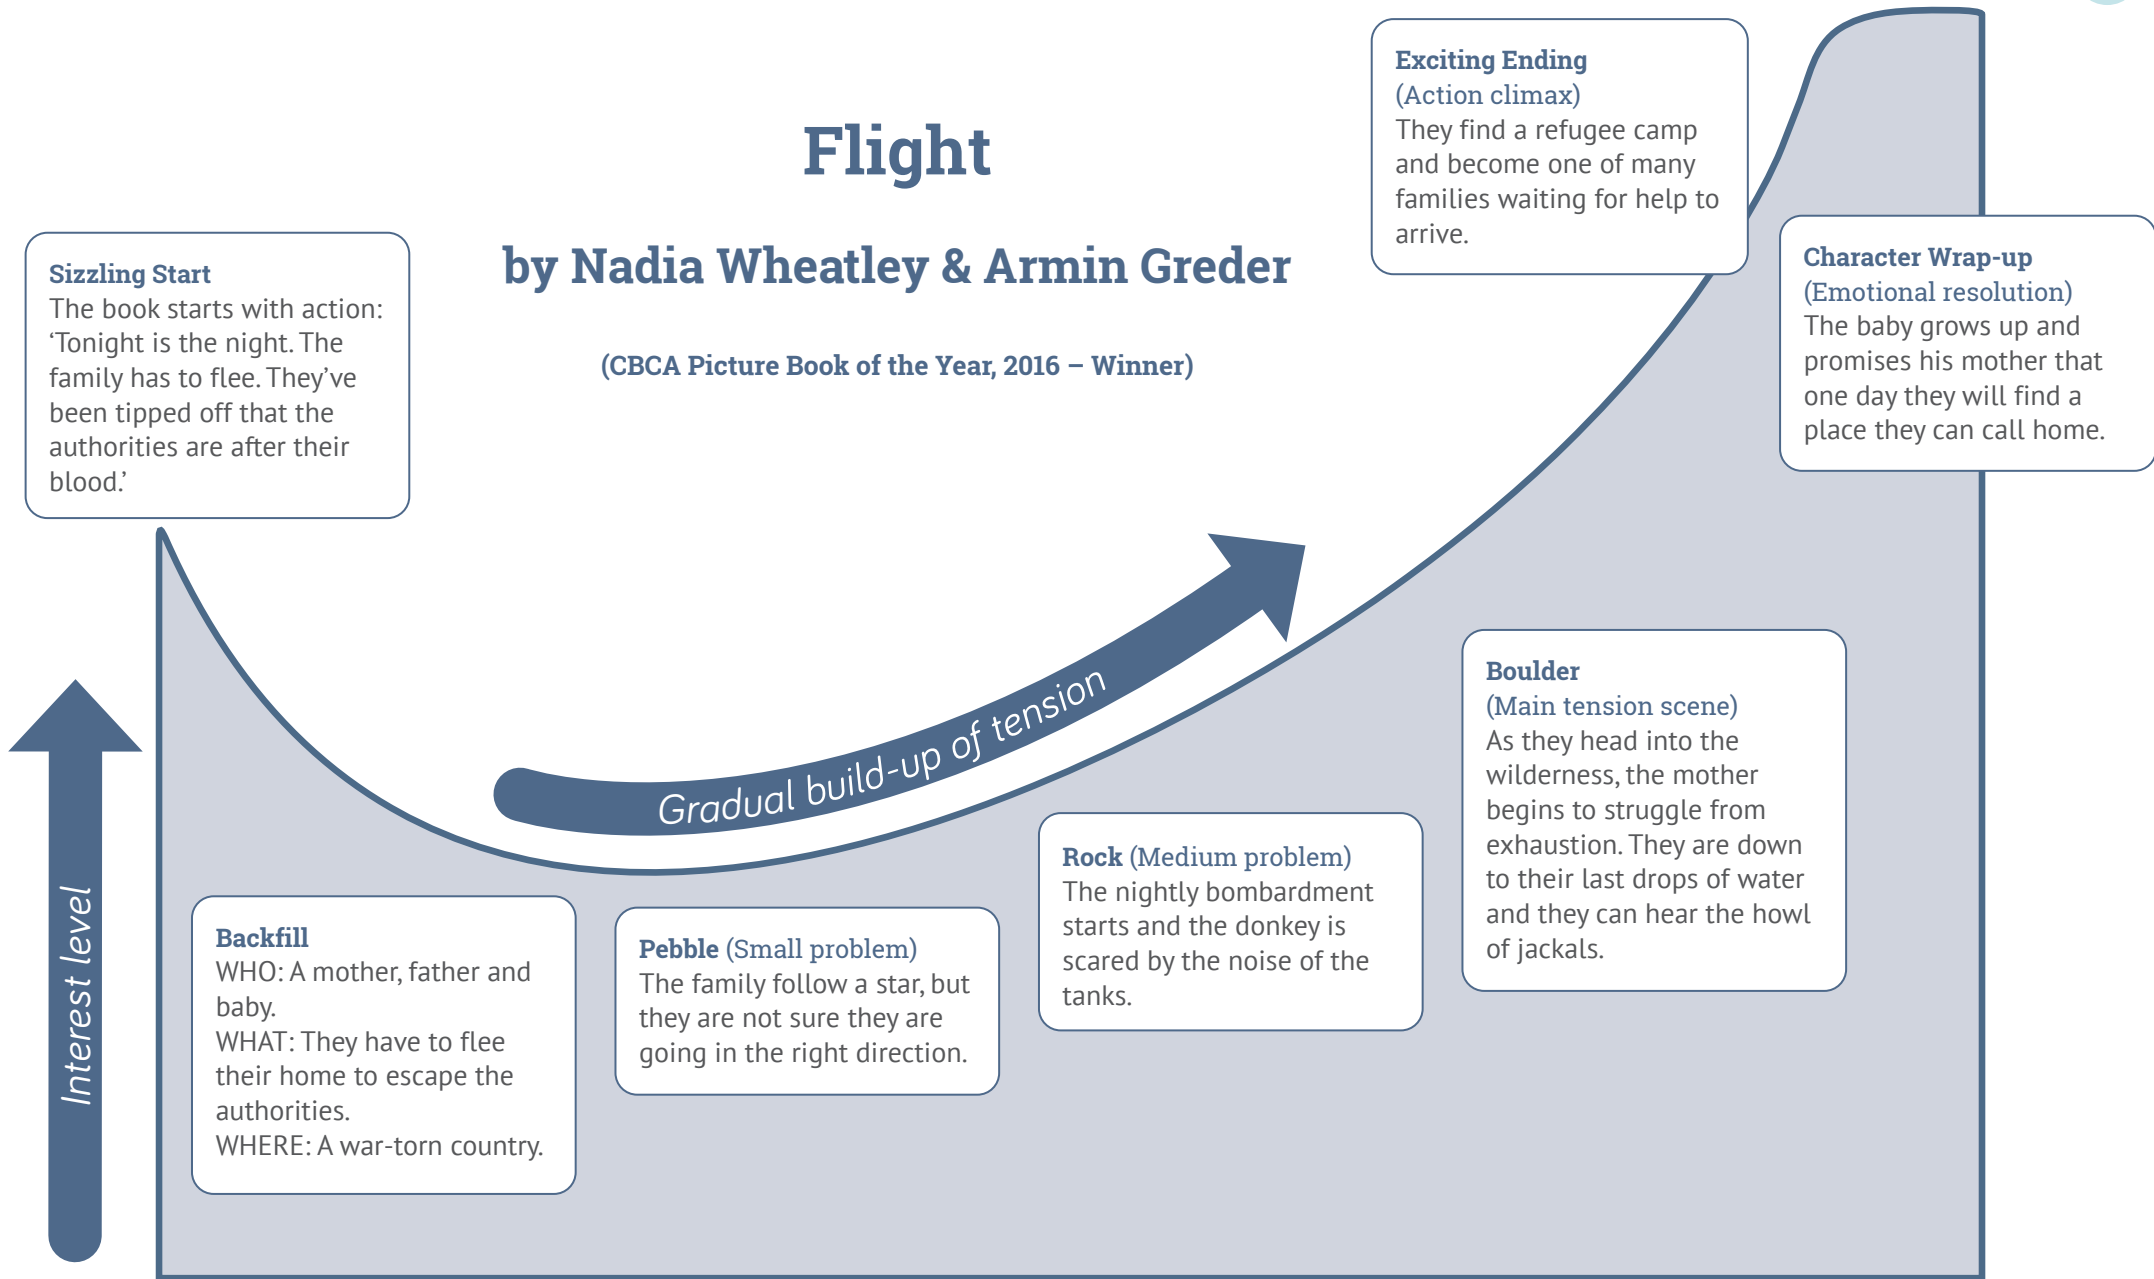 Flight
by Nadia Wheatley & Armin Greder
(CBCA Picture Book of the Year, 2016 – Winner)
Sizzling Start
The book starts with action:
‘Tonight is the night. The
family has to flee. They’ve
been tipped off that the
authorities are after their
blood.’
Interest level
Backfill
WHO: A mother, father and
baby.
WHAT: They have to flee
their home to escape the
authorities.
WHERE: A war-torn country.
Gradual build-up of tension
Pebble (Small problem)
The family follow a star, but
they are not sure they are
going in the right direction.
Rock (Medium problem)
The nightly bombardment
starts and the donkey is
scared by the noise of the
tanks.
Boulder
(Main tension scene)
As they head into the
wilderness, the mother
begins to struggle from
exhaustion. They are down
to their last drops of water
and they can hear the howl
of jackals.
Exciting Ending
(Action climax)
They find a refugee camp
and become one of many
families waiting for help to
arrive.
Character Wrap-up
(Emotional resolution)
The baby grows up and
promises his mother that
one day they will find a
place they can call home.